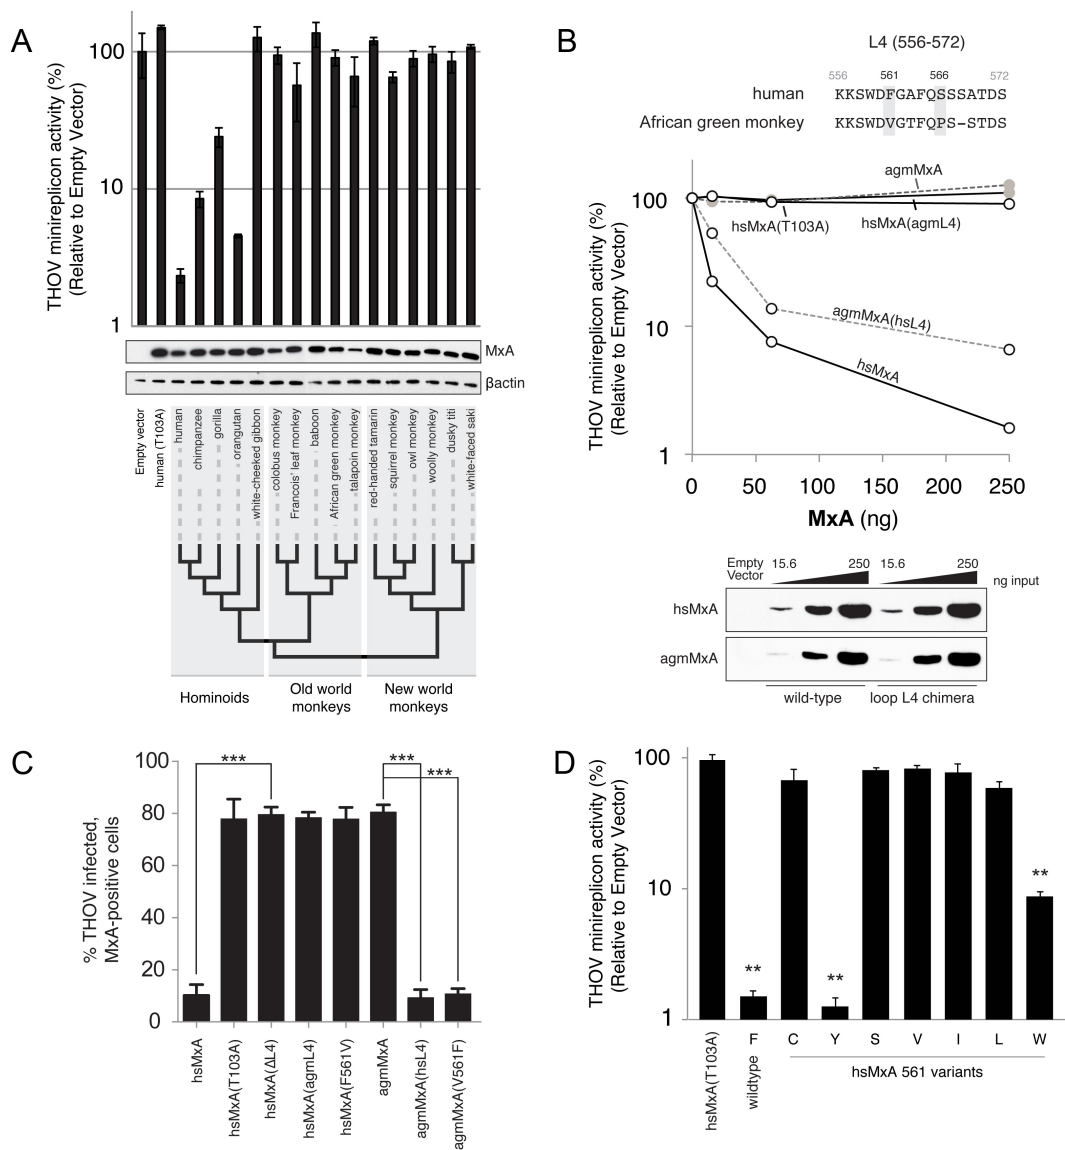 A
THOV minireplicon activity (%)
(Relative to Empty Vector)
100
10
1
MxA
βactin
Empty vector
human (T103A)
human
chimpanzee
gorilla
orangutan
white-cheeked gibbon
colobus monkey
Francois' leaf monkey
baboon
African green monkey
talapoin monkey
red-handed tamarin
squirrel monkey
owl monkey
woolly monkey
dusky titi
white-faced saki
Hominoids
Old world
monkeys
New world
monkeys
B
L4 (556-572)
556 561 566 572
human KKSWDFGAFQSSSATDS
African green monkey KKSWDVGTFQPS-STDS
THOV minireplicon activity (%)
(Relative to Empty Vector)
100
10
1
agmMxA
hsMxA(T103A)
hsMxA(agmL4)
agmMxA(hsL4)
hsMxA
0 50 100 150 200 250
MxA (ng)
Empty
Vector
15.6 250 15.6 250
ng input
hsMxA
agmMxA
wild-type loop L4 chimera
C
% THOV infected,
MxA-positive cells
100
80
60
40
20
0
***
***
***
hsMxA
hsMxA(T103A)
hsMxA(ΔL4)
hsMxA(agmL4)
hsMxA(F561V)
agmMxA
agmMxA(hsL4)
agmMxA(V561F)
D
THOV minireplicon activity (%)
(Relative to Empty Vector)
100
10
1
**
**
**
hsMxA(T103A)
F
wildtype
C Y S V I L W
hsMxA 561 variants